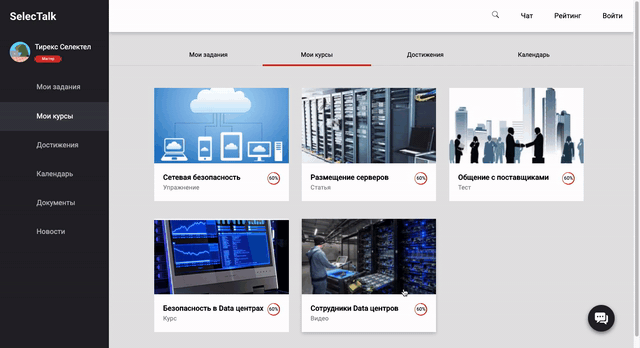 SelecTalk
Чат
Рейтинг
Войти
Тирекс Селектел
Мастер
Мои задания
Мои курсы
Достижения
Календарь
Документы
Новости
Мои задания
Мои курсы
Достижения
Календарь
Сетевая безопасность
60%
Упражнение
Размещение серверов
60%
Статья
Общение с поставщиками
60%
Тест
Безопасность в Data центрах
60%
Курс
Сотрудники Data центров
60%
Видео